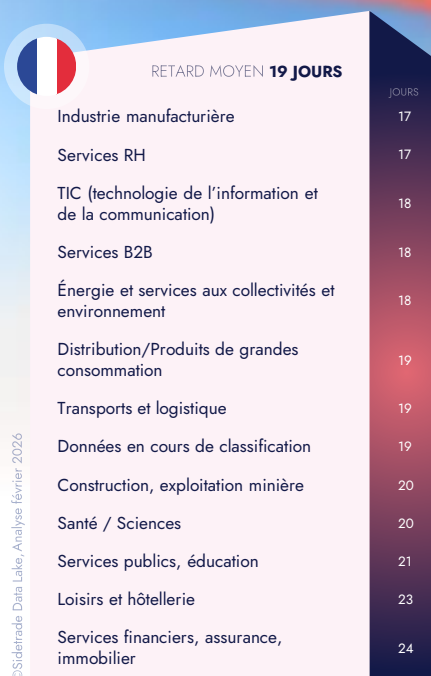 RETARD MOYEN 19 JOURS
JOURS
Industrie manufacturière 17
Services RH 17
TIC (technologie de l’information et
de la communication) 18
Services B2B 18
Énergie et services aux collectivités et
environnement 18
Distribution/Produits de grandes
consommation 19
Transports et logistique 19
Données en cours de classification 19
Construction, exploitation minière 20
Santé / Sciences 20
Services publics, éducation 21
Loisirs et hôtellerie 23
Services financiers, assurance,
immobilier 24
©Sidetrade Data Lake, Analyse février 2026